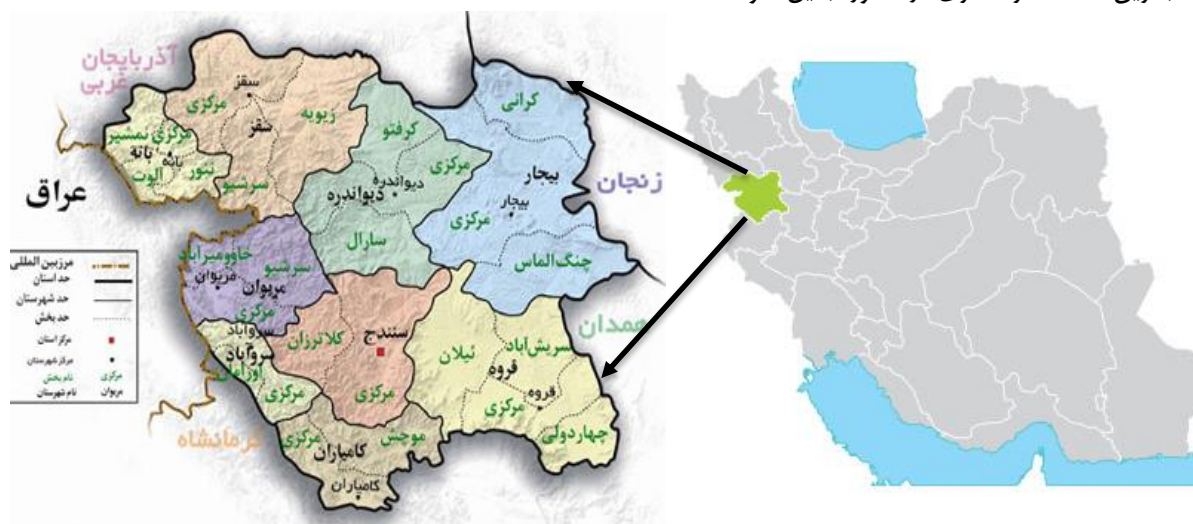 آذربایجان
غربی
سقز
مرکزی
زیویه
سقز
سرشیو
مرکزی نمشیر
بانه
بانه
ننور
آلوت
عراق
کرانی
کرفتو
مرکزی
دیواندره
دیواندره
سارال
بیجار
بیجار
مرکزی
چنگ الماس
زنجان
خاوومیرآباد
سرشیو
مریوان
مریوان
مرکزی
سروآباد
سروآباد
اورامان
مرکزی
کلاترزان
سنندج
مرکزی
ئیلان
سریش‌آباد
قروه
قروه
مرکزی
چهاردولی
همدان
کرمانشاه
مرکزی
موچش
کامیاران
کامیاران
مرزبین المللی
حد استان
حد شهرستان
حد بخش
مرکز استان
مرکز شهرستان
مرکزی نام بخش
مریوان نام شهرستان